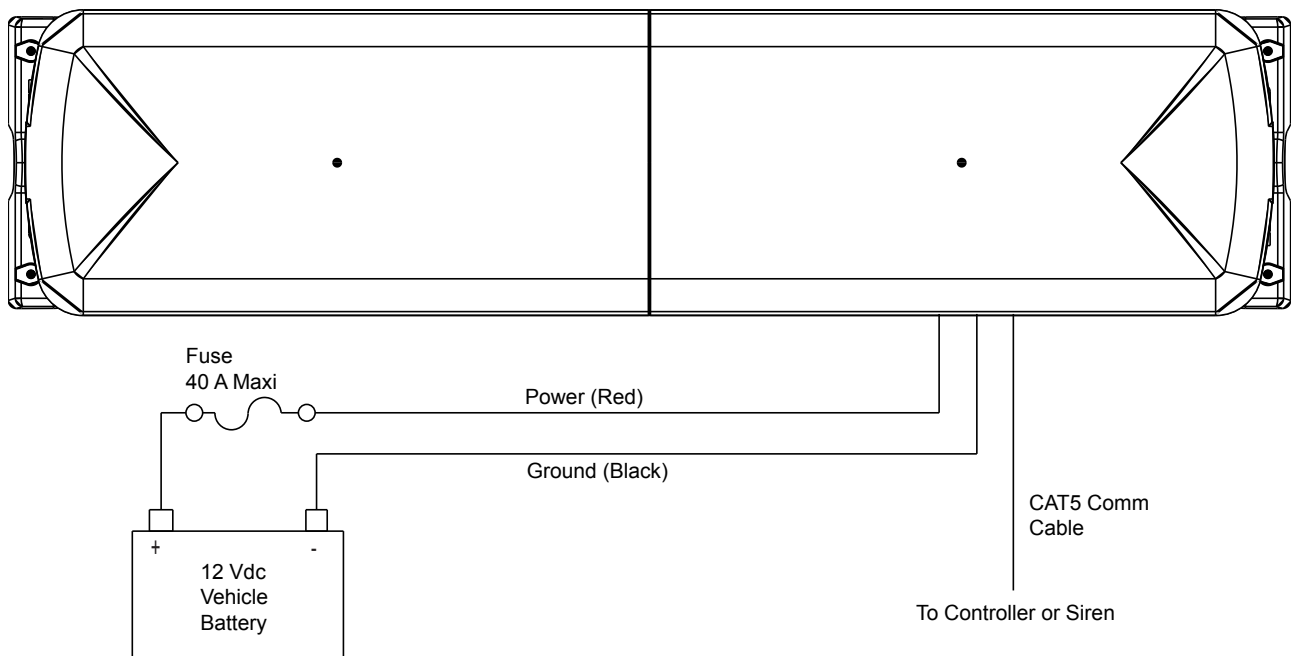 Fuse
40 A Maxi
Power (Red)
Ground (Black)
CAT5 Comm
Cable
+ -
12 Vdc
Vehicle
Battery
To Controller or Siren